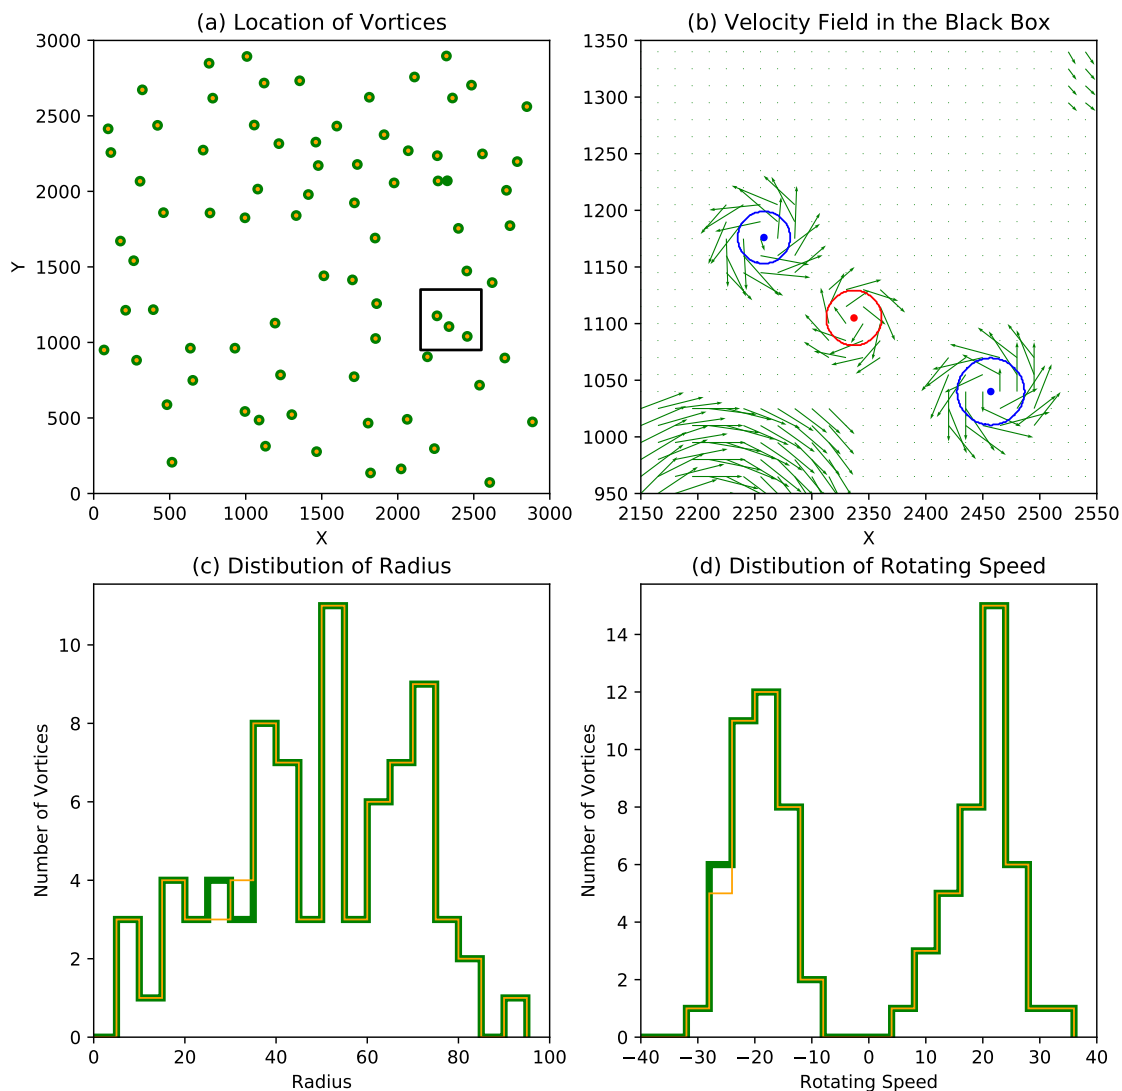 (a) Location of Vortices
3000
2500
2000
1500
1000
500
0
Y
0 500 1000 1500 2000 2500 3000
X
(b) Velocity Field in the Black Box
1350
1300
1250
1200
1150
1100
1050
1000
950
2150 2200 2250 2300 2350 2400 2450 2500 2550
X
(c) Distibution of Radius
10
8
6
4
2
0
Number of Vortices
0 20 40 60 80 100
Radius
(d) Distibution of Rotating Speed
14
12
10
8
6
4
2
0
Number of Vortices
−40 −30 −20 −10 0 10 20 30 40
Rotating Speed